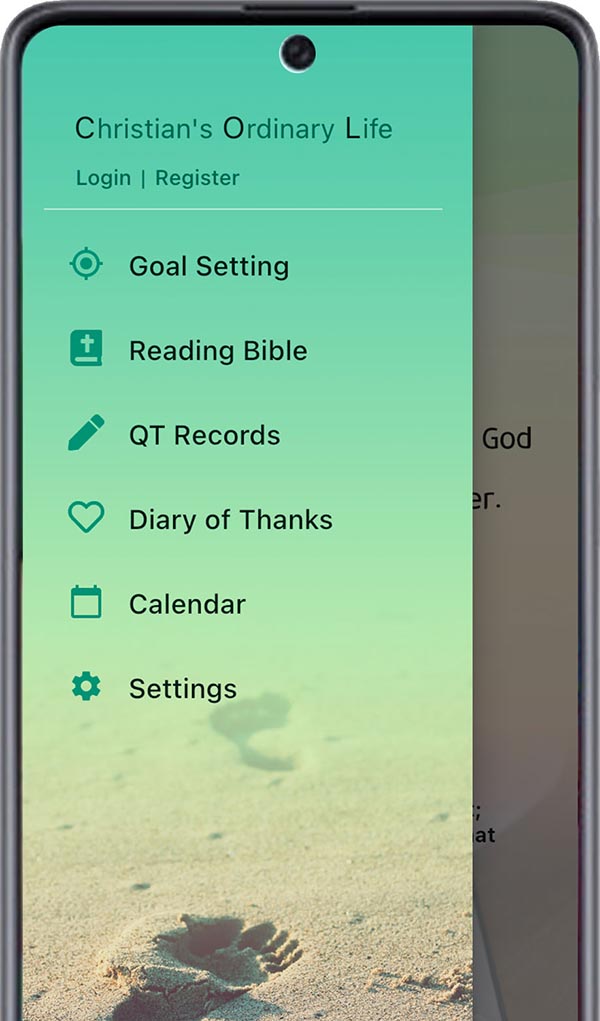 Christian's Ordinary Life
Login | Register
Goal Setting
Reading Bible
God
QT Records
er.
Diary of Thanks
Calendar
Settings
;
at